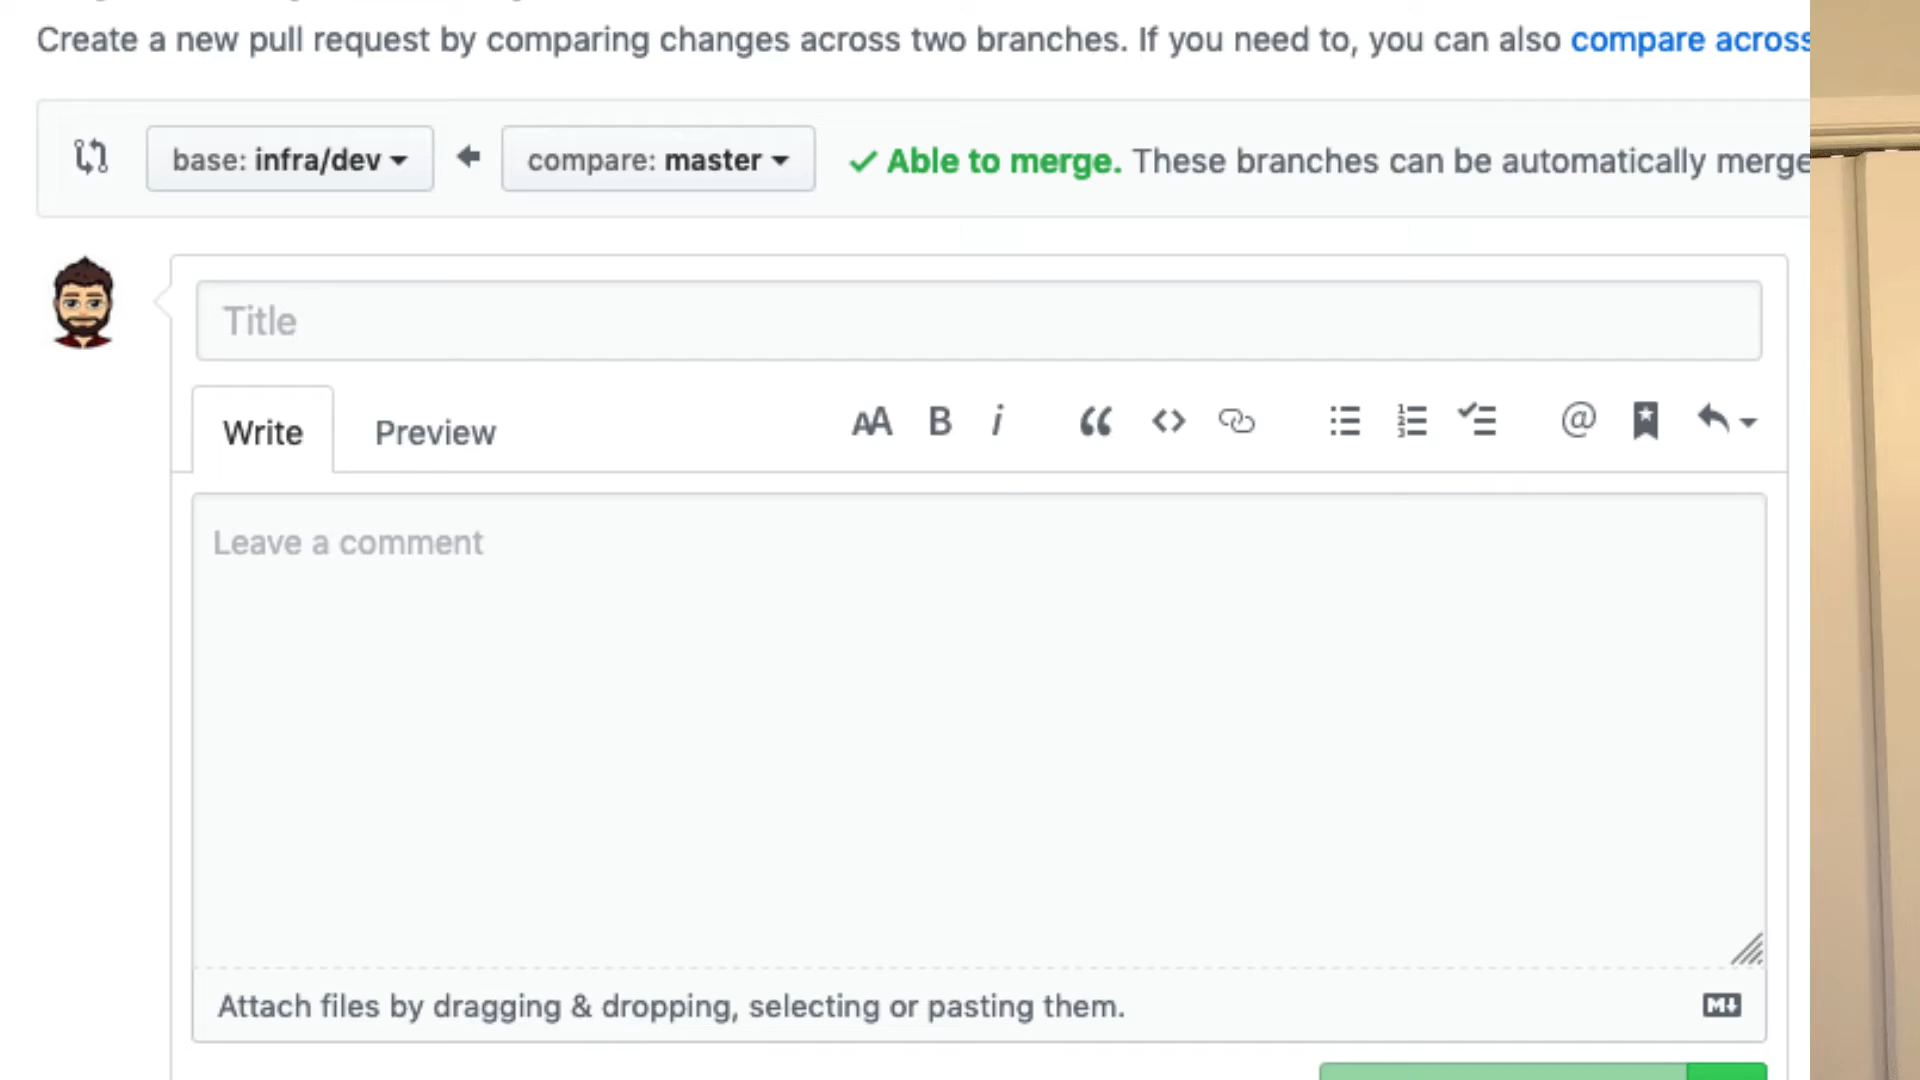 Create a new pull request by comparing changes across two branches. If you need to, you can also compare across
base: infra/dev compare: master Able to merge. These branches can be automatically merge
Title
Write Preview AA B i @
Leave a comment
Attach files by dragging & dropping, selecting or pasting them.
M